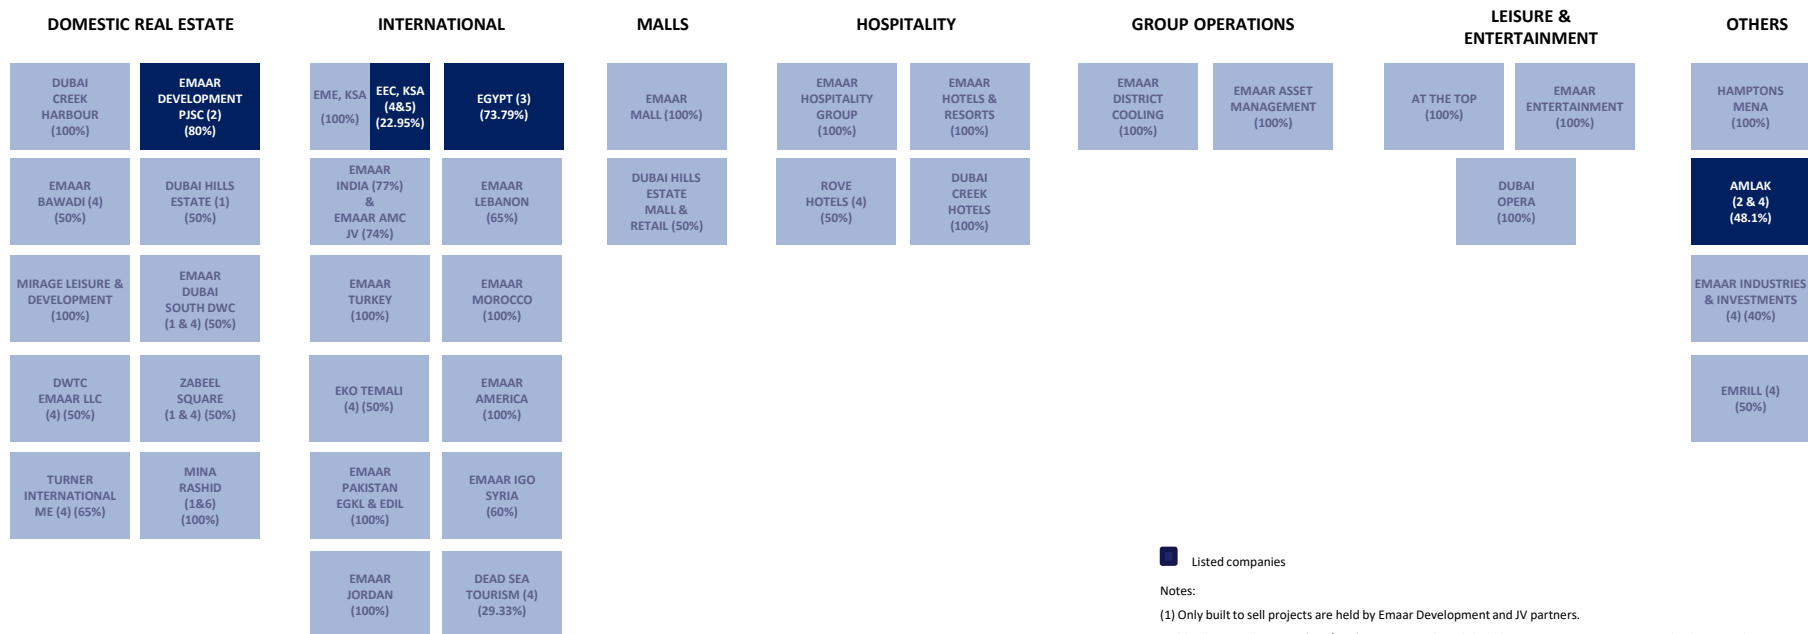 DOMESTIC REAL ESTATE
INTERNATIONAL
MALLS
HOSPITALITY
GROUP OPERATIONS
LEISURE &
ENTERTAINMENT
OTHERS
DUBAI
CREEK
HARBOUR
(100%)
EMAAR
DEVELOPMENT
PJSC (2)
(80%)
EMAAR
BAWADI (4)
(50%)
DUBAI HILLS
ESTATE (1)
(50%)
MIRAGE LEISURE &
DEVELOPMENT
(100%)
EMAAR
DUBAI
SOUTH DWC
(1 & 4) (50%)
DWTC
EMAAR LLC
(4) (50%)
ZABEEL
SQUARE
(1 & 4) (50%)
TURNER
INTERNATIONAL
ME (4) (65%)
MINA
RASHID
(1&6)
(100%)
EME, KSA
(100%)
EEC, KSA
(4&5)
(22.95%)
EGYPT (3)
(73.79%)
EMAAR
INDIA (77%)
&
EMAAR AMC
JV (74%)
EMAAR
LEBANON
(65%)
EMAAR
TURKEY
(100%)
EMAAR
MOROCCO
(100%)
EKO TEMALI
(4) (50%)
EMAAR
AMERICA
(100%)
EMAAR
PAKISTAN
EGKL & EDIL
(100%)
EMAAR IGO
SYRIA
(60%)
EMAAR
JORDAN
(100%)
DEAD SEA
TOURISM (4)
(29.33%)
EMAAR
MALL (100%)
DUBAI HILLS
ESTATE
MALL &
RETAIL (50%)
EMAAR
HOSPITALITY
GROUP
(100%)
EMAAR
HOTELS &
RESORTS
(100%)
ROVE
HOTELS (4)
(50%)
DUBAI
CREEK
HOTELS
(100%)
EMAAR
DISTRICT
COOLING
(100%)
EMAAR ASSET
MANAGEMENT
(100%)
AT THE TOP
(100%)
EMAAR
ENTERTAINMENT
(100%)
DUBAI
OPERA
(100%)
HAMPTONS
MENA
(100%)
AMLAK
(2 & 4)
(48.1%)
EMAAR INDUSTRIES
& INVESTMENTS
(4) (40%)
EMRILL (4)
(50%)
Listed companies
Notes:
(1) Only built to sell projects are held by Emaar Development and JV partners.